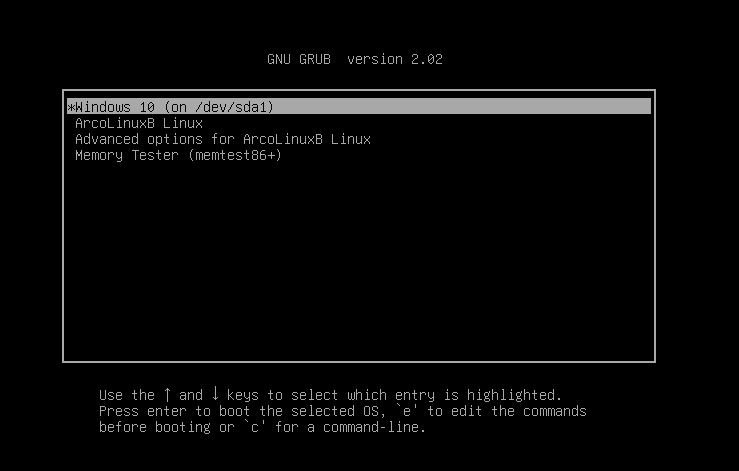 GNU GRUB  version 2.02
*Windows 10 (on /dev/sda1)
ArcoLinuxB Linux
Advanced options for ArcoLinuxB Linux
Memory Tester (memtest86+)
Use the ↑ and ↓ keys to select which entry is highlighted.
Press enter to boot the selected OS, `e' to edit the commands
before booting or `c' for a command-line.